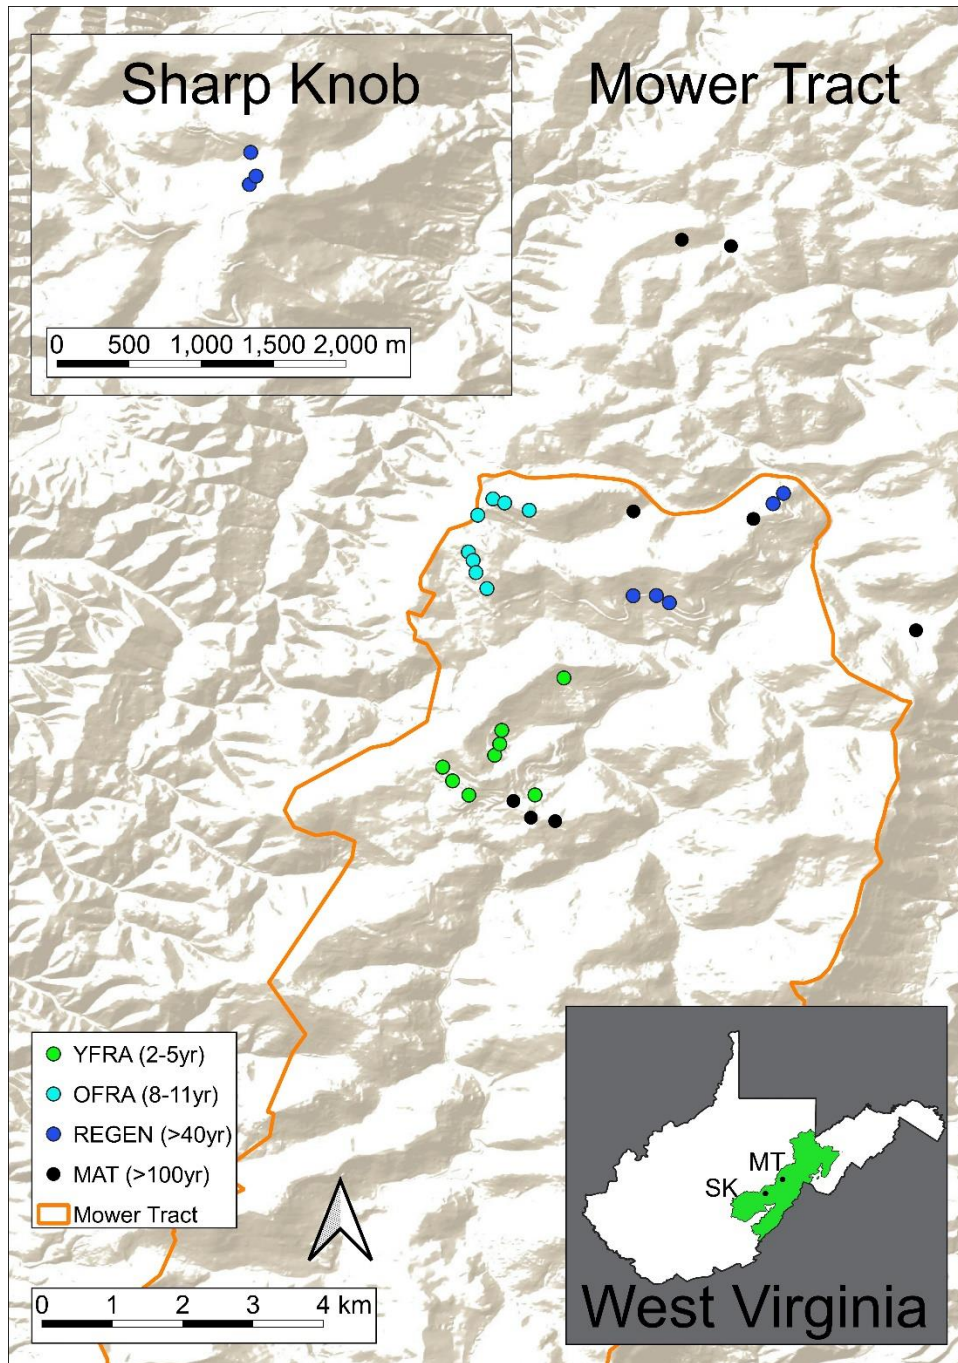 Sharp Knob
Mower Tract
0 500 1,000 1,500 2,000 m
YFRA (2-5yr)
OFRA (8-11yr)
REGEN (>40yr)
MAT (>100yr)
Mower Tract
0 1 2 3 4 km
MT
SK
West Virginia